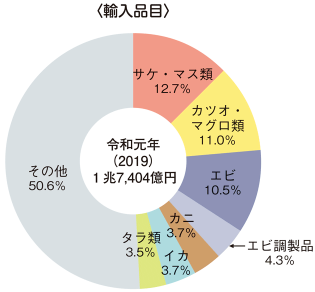 〈輸入品目〉
サケ・マス類
12.7%
カツオ・
マグロ類
11.0%
エビ
10.5%
エビ調製品
4.3%
カニ
3.7%
イカ
3.7%
タラ類
3.5%
その他
50.6%
令和元年
(2019)
1兆7,404億円